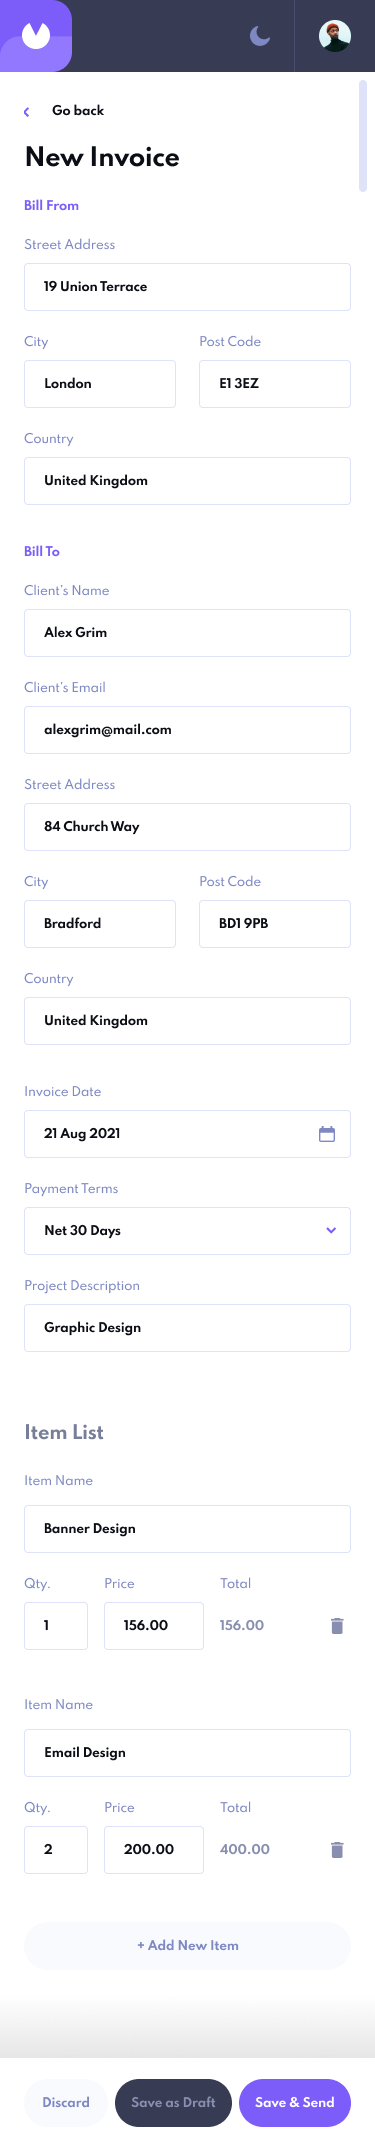 Go back
New Invoice
Bill From
Street Address
19 Union Terrace
City Post Code
London E1 3EZ
Country
United Kingdom
Bill To
Client's Name
Alex Grim
Client's Email
alexgrim@mail.com
Street Address
84 Church Way
City Post Code
Bradford BD1 9PB
Country
United Kingdom
Invoice Date
21 Aug 2021
Payment Terms
Net 30 Days
Project Description
Graphic Design
Item List
Item Name
Banner Design
Qty. Price Total
1 156.00 156.00
Item Name
Email Design
Qty. Price Total
2 200.00 400.00
+ Add New Item
Discard Save as Draft Save & Send